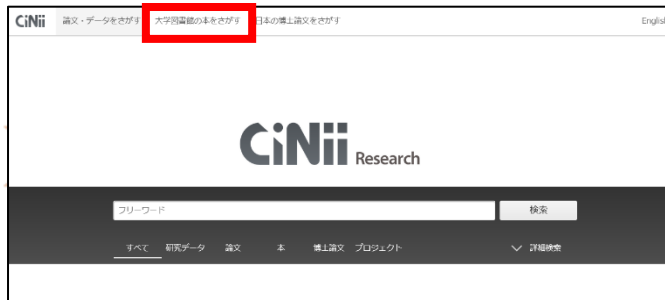 CiNii 論文・データをさがす 大学図書館の本をさがす 日本の博士論文をさがす English
CiNii Research
フリーワード 検索
すべて 研究データ 論文 本 博士論文 プロジェクト 詳細検索